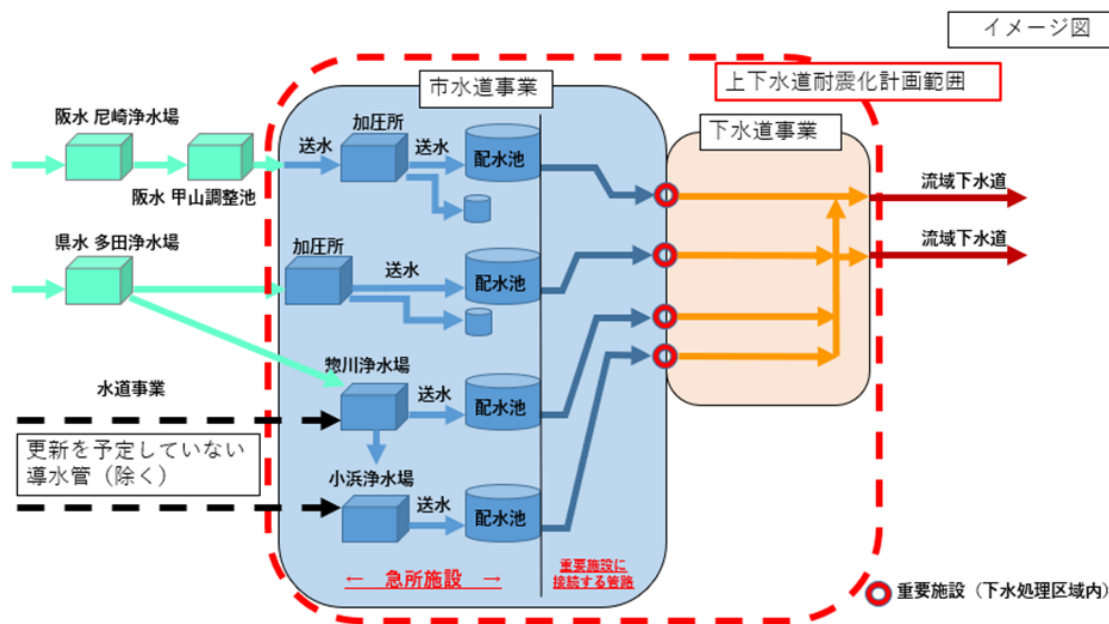 イメージ図
市水道事業
上下水道耐震化計画範囲
下水道事業
阪水 尼崎浄水場
阪水 甲山調整池
送水
加圧所
送水
配水池
流域下水道
県水 多田浄水場
加圧所
送水
配水池
流域下水道
水道事業
惣川浄水場
送水
配水池
更新を予定していない
導水管（除く）
小浜浄水場
送水
配水池
← 急所施設 →
重要施設に
接続する管路
重要施設（下水処理区域内）